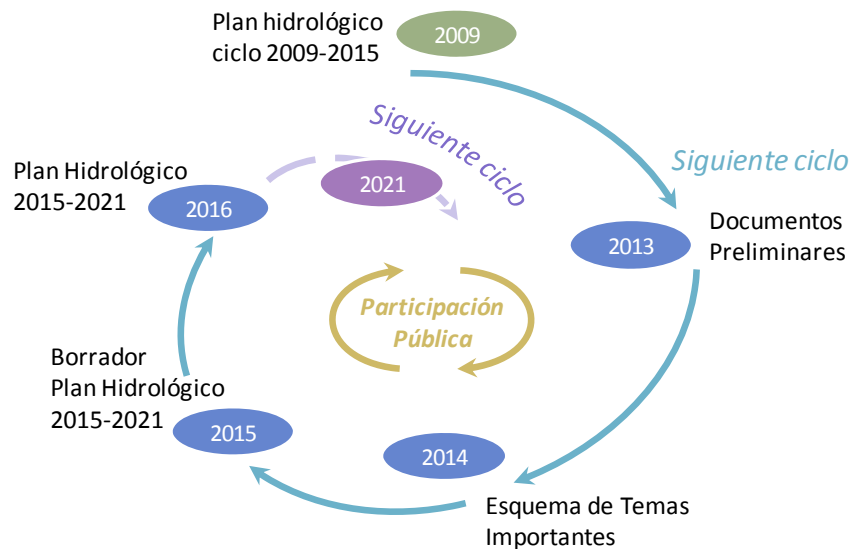 Plan hidrológico
ciclo 2009-2015
2009
Siguiente ciclo
Siguiente ciclo
2021
Plan Hidrológico
2015-2021
2016
2013
Documentos
Preliminares
Participación
Pública
Borrador
Plan Hidrológico
2015-2021
2015
2014
Esquema de Temas
Importantes